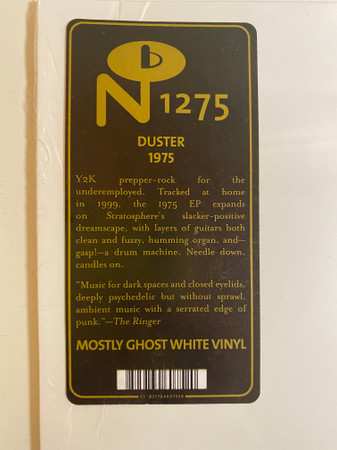 b
N 1275
DUSTER
1975
Y2K prepper-rock for the
underemployed. Tracked at home
in 1999, the 1975 EP expands
on Stratosphere's slacker-positive
dreamscape, with layers of guitars both
clean and fuzzy, humming organ, and—
gasp!—a drum machine. Needle down,
candles on.
"Music for dark spaces and closed eyelids,
deeply psychedelic but without sprawl,
ambient music with a serrated edge of
punk."—The Ringer
MOSTLY GHOST WHITE VINYL